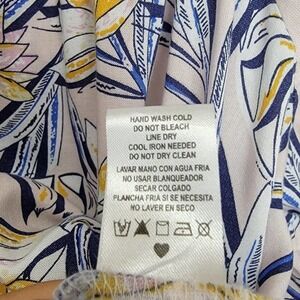 HAND WASH COLD
DO NOT BLEACH
LINE DRY
COOL IRON NEEDED
DO NOT DRY CLEAN
LAVAR MANO CON AGUA FRIA
NO USAR BLANQUEADOR
SECAR COLGADO
PLANCHA FRIA SI SE NECESITA
NO LAVER EN SECO